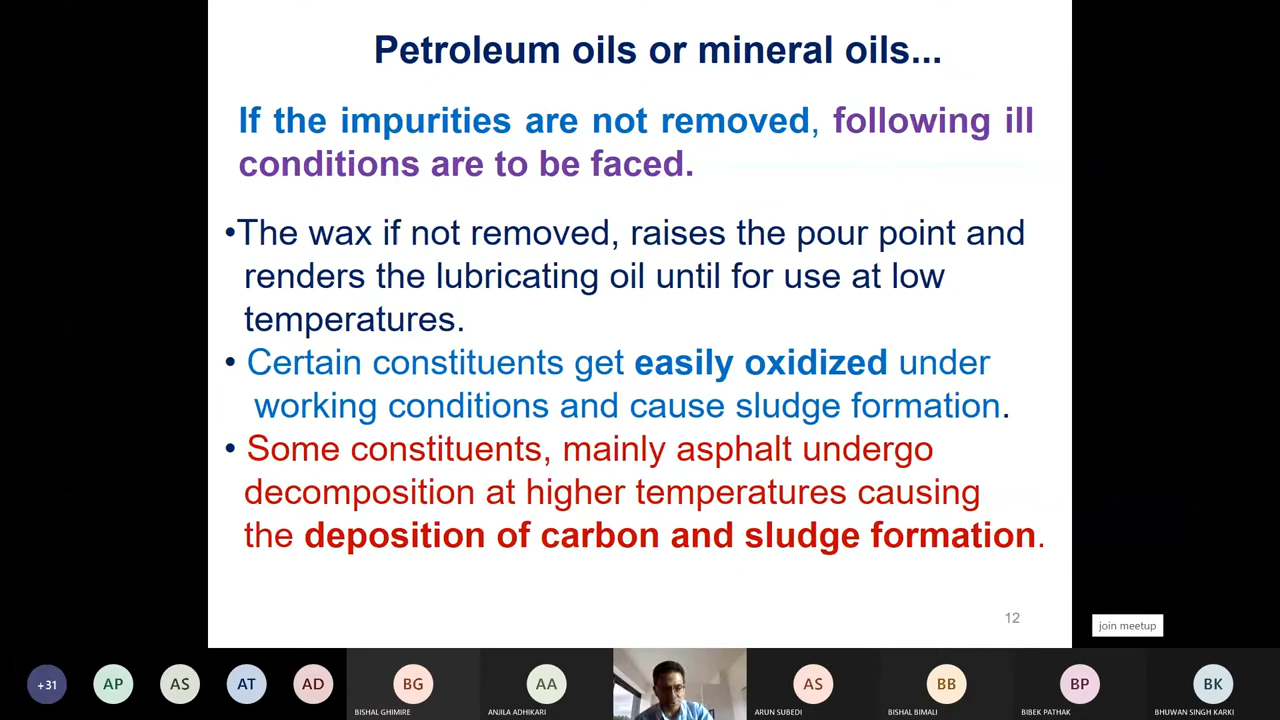 Petroleum oils or mineral oils...
If the impurities are not removed, following ill
conditions are to be faced.
•The wax if not removed, raises the pour point and
renders the lubricating oil until for use at low
temperatures.
• Certain constituents get easily oxidized under
working conditions and cause sludge formation.
• Some constituents, mainly asphalt undergo
decomposition at higher temperatures causing
the deposition of carbon and sludge formation.
12
join meetup
+31 AP AS AT AD BG AA AS BB BP BK
BISHAL GHIMIRE ANJILA ADHIKARI ARUN SUBEDI BISHAL BIMALI BIBEK PATHAK BHUWAN SINGH KARKI